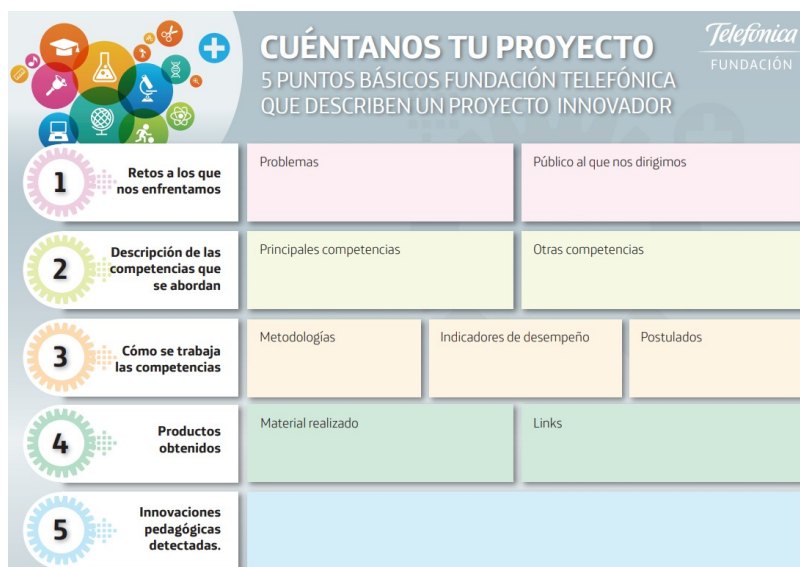 CUÉNTANOS TU PROYECTO
5 PUNTOS BÁSICOS FUNDACIÓN TELEFÓNICA
QUE DESCRIBEN UN PROYECTO INNOVADOR
Telefónica
FUNDACIÓN
1
Retos a los que
nos enfrentamos
Problemas
Público al que nos dirigimos
2
Descripción de las
competencias que
se abordan
Principales competencias
Otras competencias
3
Cómo se trabaja
las competencias
Metodologías
Indicadores de desempeño
Postulados
4
Productos
obtenidos
Material realizado
Links
5
Innovaciones
pedagógicas
detectadas.